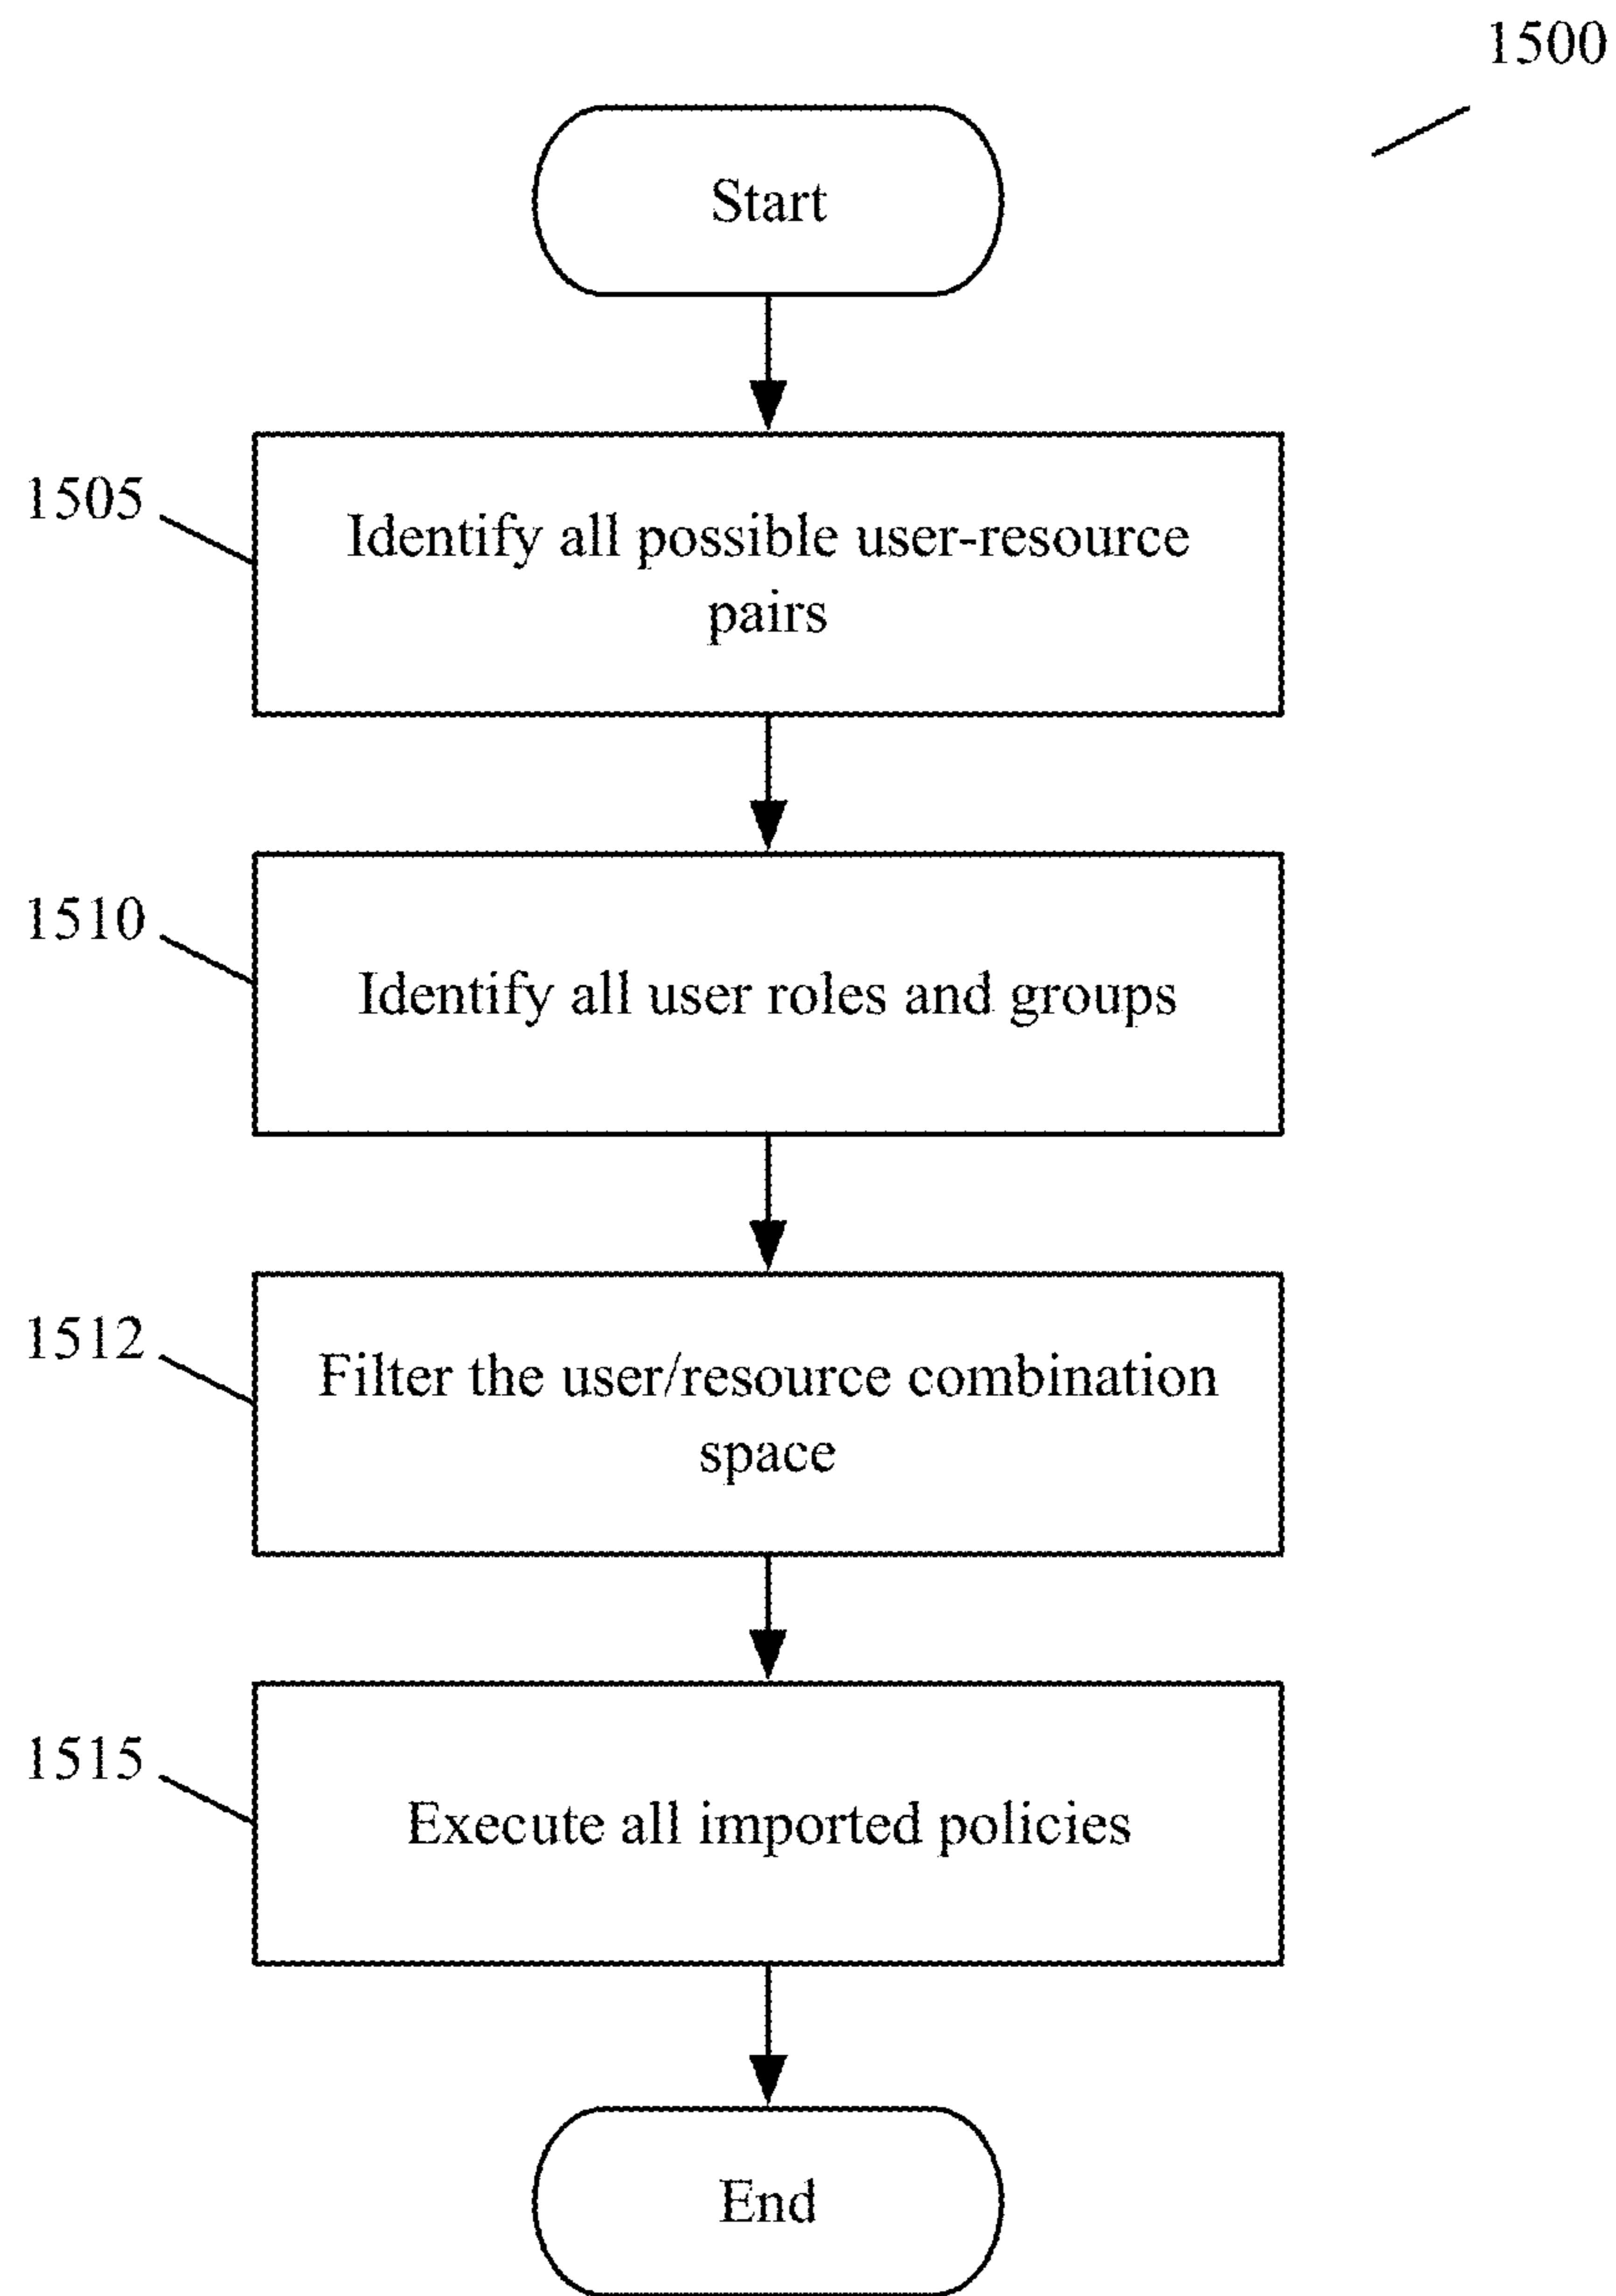 1500
Start
1505
Identify all possible user-resource
pairs
1510
Identify all user roles and groups
1512
Filter the user/resource combination
space
1515
Execute all imported policies
End